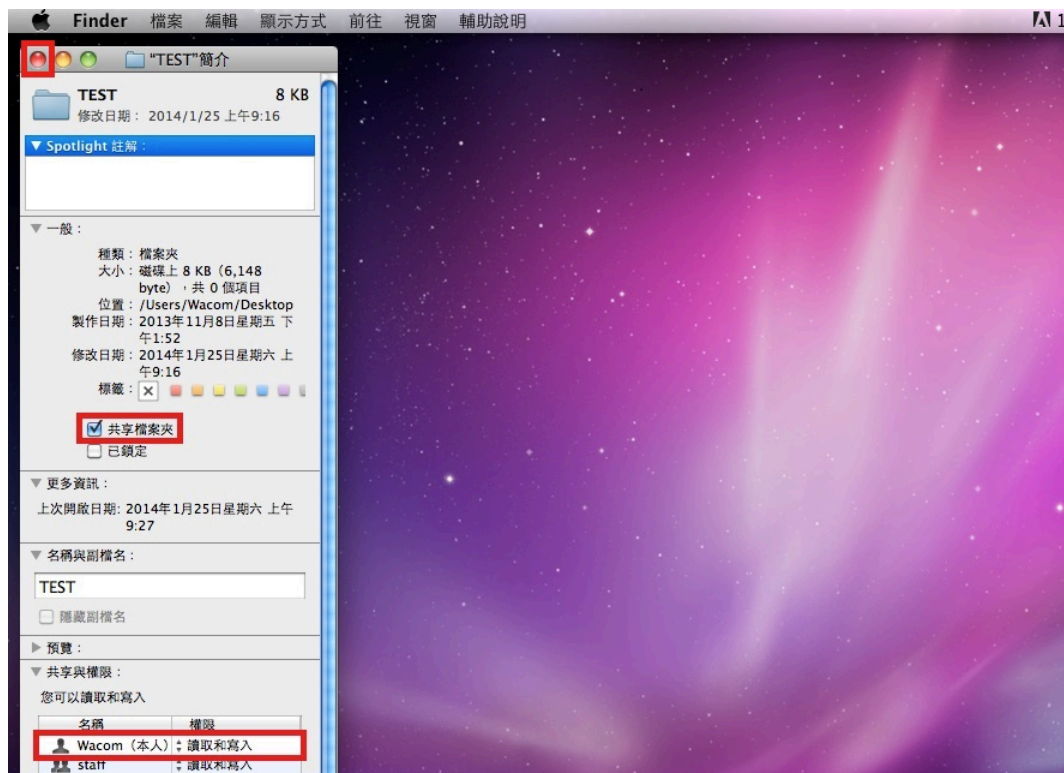 Finder 檔案 編輯 顯示方式 前往 視窗 輔助說明 1
"TEST"簡介
TEST 8 KB
修改日期： 2014/1/25 上午9:16
Spotlight 註解：
一般：
種類：檔案夾
大小：磁碟上 8 KB（6,148
byte），共 0 個項目
位置：/Users/Wacom/Desktop
製作日期：2013年11月8日星期五 下
午1:52
修改日期：2014年1月25日星期六 上
午9:16
標籤：
共享檔案夾
已鎖定
更多資訊：
上次開啟日期: 2014年1月25日星期六 上午
9:27
名稱與副檔名：
TEST
隱藏副檔名
預覽：
共享與權限：
您可以讀取和寫入
名稱 權限
Wacom（本人） 讀取和寫入
staff 讀取和寫入